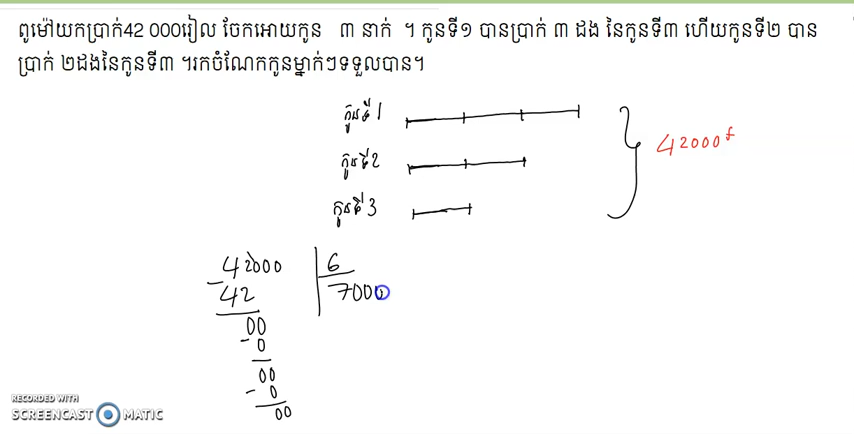 ពូម៉ៅយកប្រាក់42 000រៀល ចែកអោយកូន ៣ នាក់ ។ កូនទី១ បានប្រាក់ ៣ ដង នៃកូនទី៣ ហើយកូនទី២ បាន
ប្រាក់ ២ដងនៃកូនទី៣ ។រកចំណែកកូនម្នាក់ៗទទួលបាន។
កូនទី 1
42000 ៛
កូនទី 2
កូនទី 3
42000 6
- 42 7000
00
- 0
00
- 0
00
RECORDED WITH
SCREENCAST MATIC